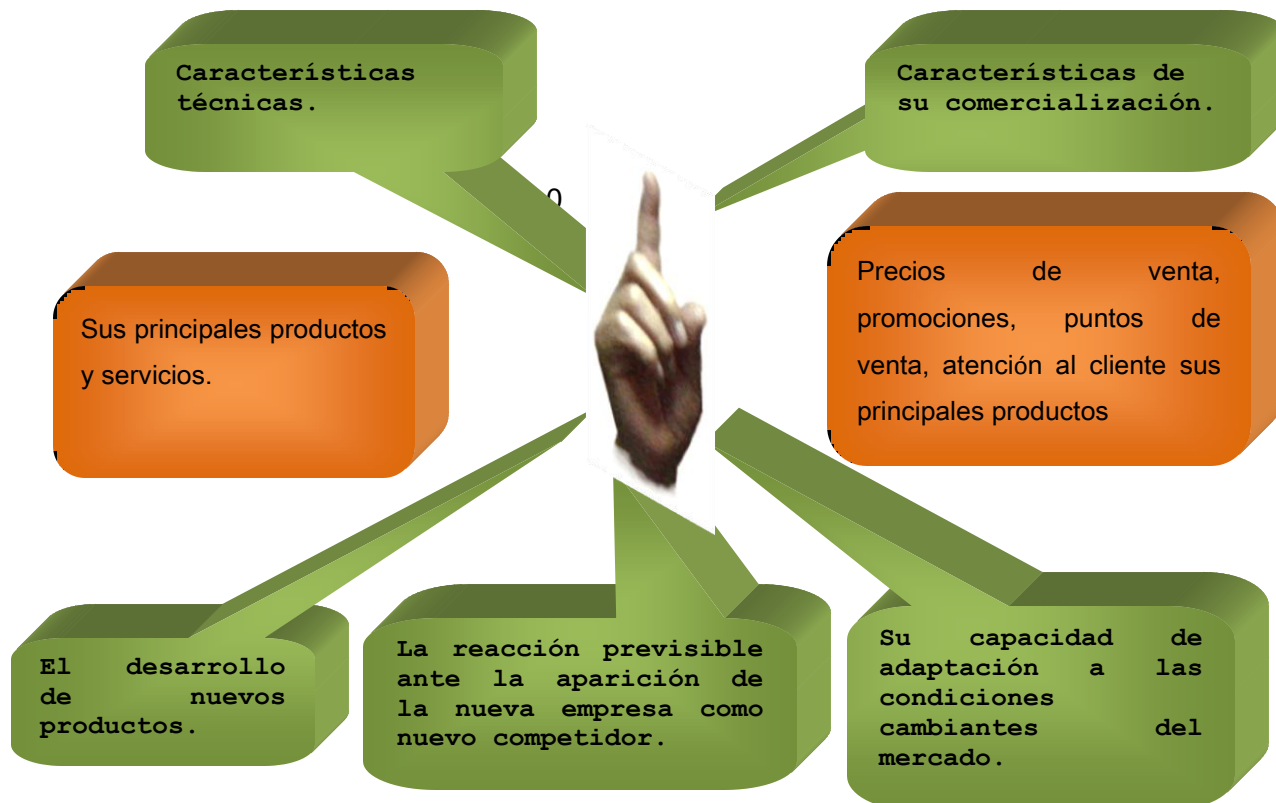 Características
técnicas.
Características de
su comercialización.
0
Sus principales productos
y servicios.
Precios de venta,
promociones, puntos de
venta, atención al cliente sus
principales productos
El desarrollo
de nuevos
productos.
La reacción previsible
ante la aparición de
la nueva empresa como
nuevo competidor.
Su capacidad de
adaptación a las
condiciones
cambiantes del
mercado.